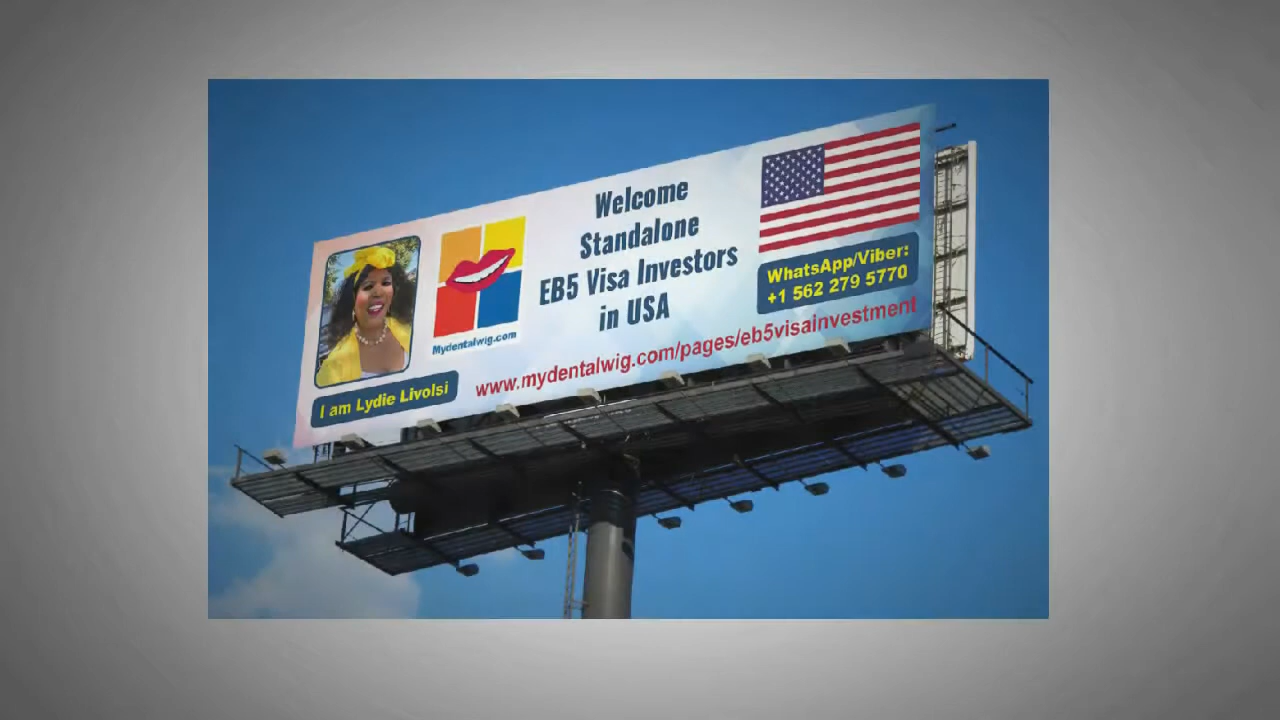 Welcome
Standalone
EB5 Visa Investors
in USA
WhatsApp/Viber:
+1 562 279 5770
Mydentalwig.com
www.mydentalwig.com/pages/eb5visainvestment
I am Lydie Livolsi